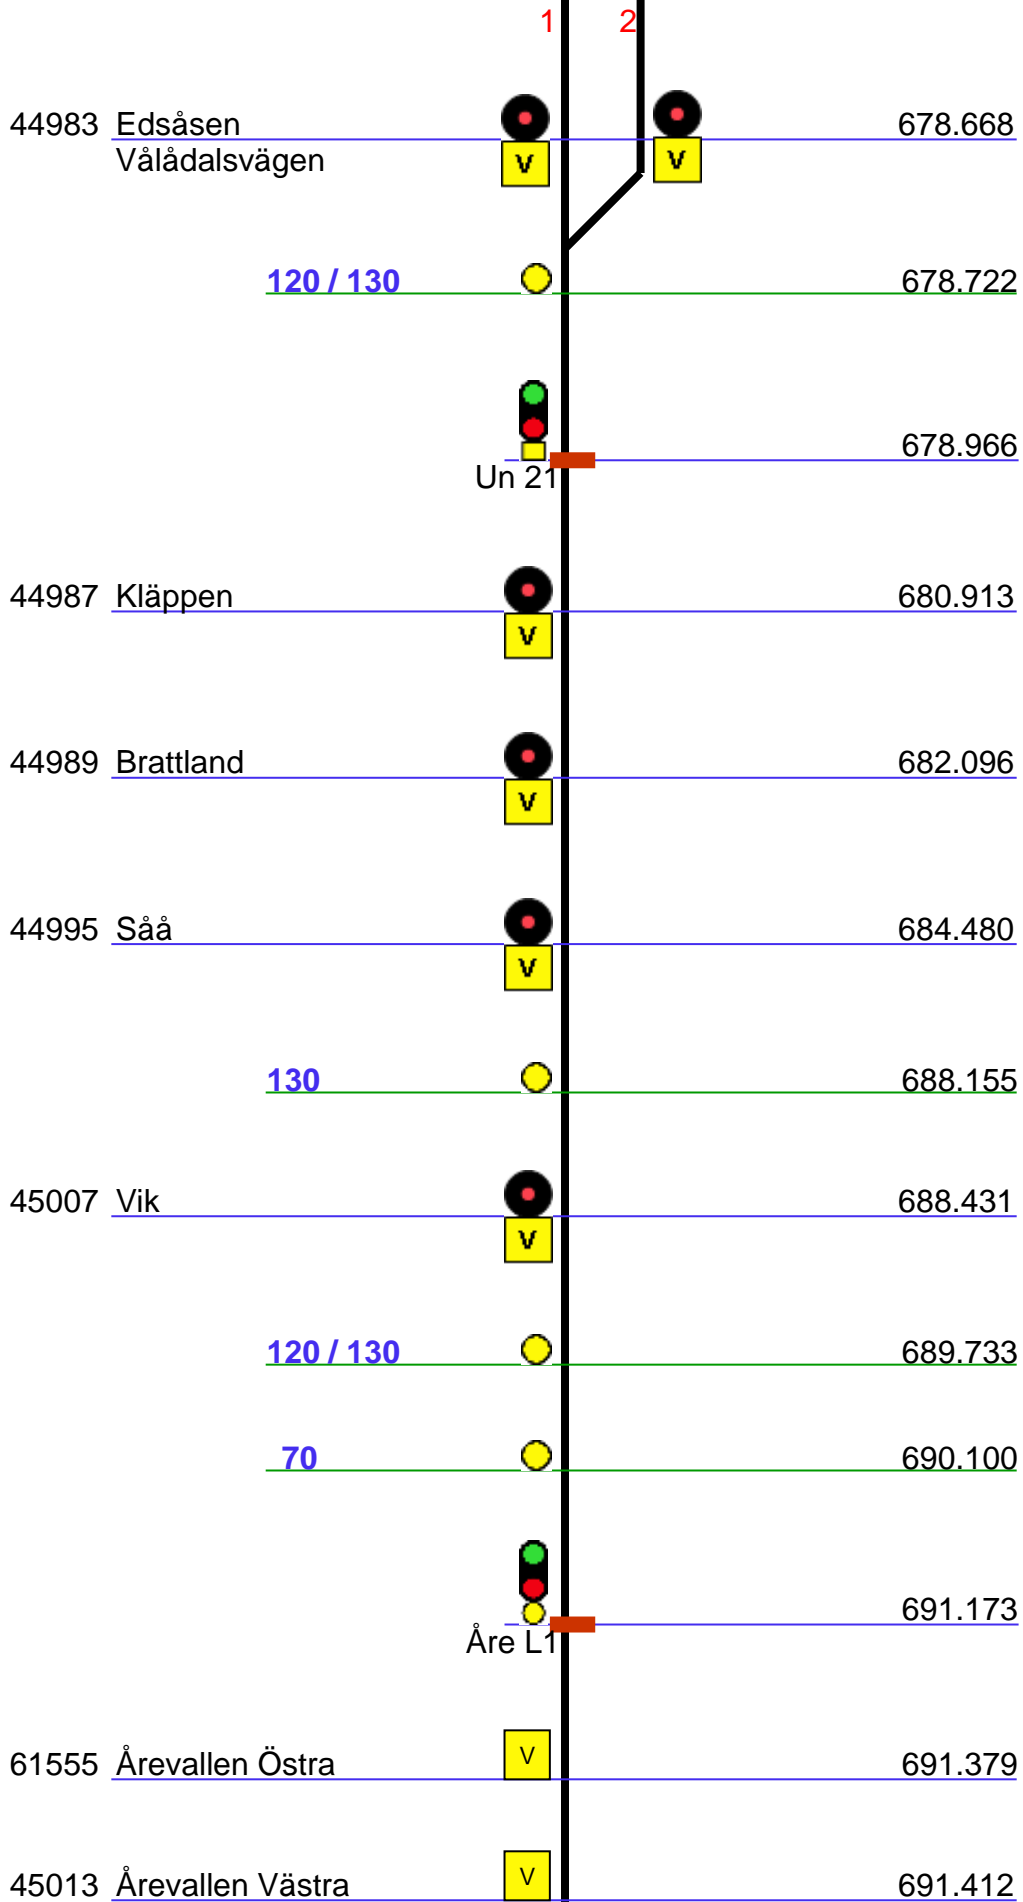 1 2
44983 Edsåsen 678.668
Vålådalsvägen
V V
120 / 130 678.722
678.966
Un 21
44987 Kläppen 680.913
V
44989 Brattland 682.096
V
44995 Såå 684.480
V
130 688.155
45007 Vik 688.431
V
120 / 130 689.733
70 690.100
691.173
Åre L1
61555 Årevallen Östra V 691.379
45013 Årevallen Västra V 691.412